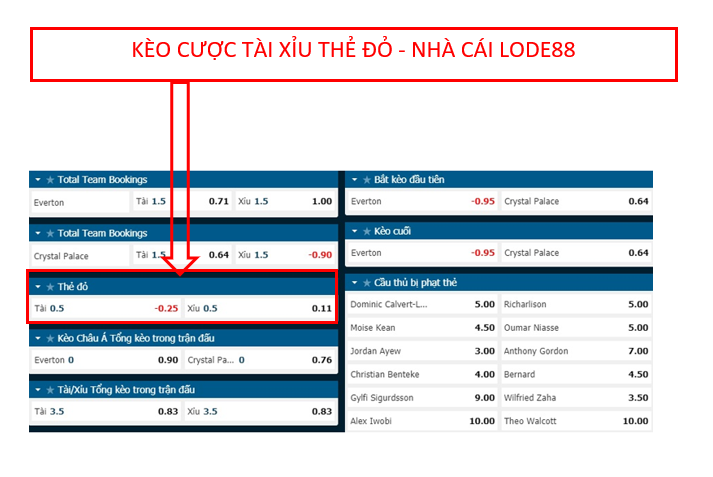 KÈO CƯỢC TÀI XỈU THẺ ĐỎ - NHÀ CÁI LODE88
Total Team Bookings
Everton Tài 1.5 0.71 Xỉu 1.5 1.00
Total Team Bookings
Crystal Palace Tài 1.5 0.64 Xỉu 1.5 -0.90
Thẻ đỏ
Tài 0.5 -0.25 Xỉu 0.5 0.11
Kèo Châu Á Tổng kèo trong trận đấu
Everton 0 0.90 Crystal Pa... 0 0.76
Tài/Xỉu Tổng kèo trong trận đấu
Tài 3.5 0.83 Xỉu 3.5 0.83
Bắt kèo đầu tiên
Everton -0.95 Crystal Palace 0.64
Kèo cuối
Everton -0.95 Crystal Palace 0.64
Cầu thủ bị phạt thẻ
Dominic Calvert-L... 5.00 Richarlison 5.00
Moise Kean 4.50 Oumar Niasse 5.00
Jordan Ayew 3.00 Anthony Gordon 7.00
Christian Benteke 4.00 Bernard 4.50
Gylfi Sigurdsson 9.00 Wilfried Zaha 3.50
Alex Iwobi 10.00 Theo Walcott 10.00